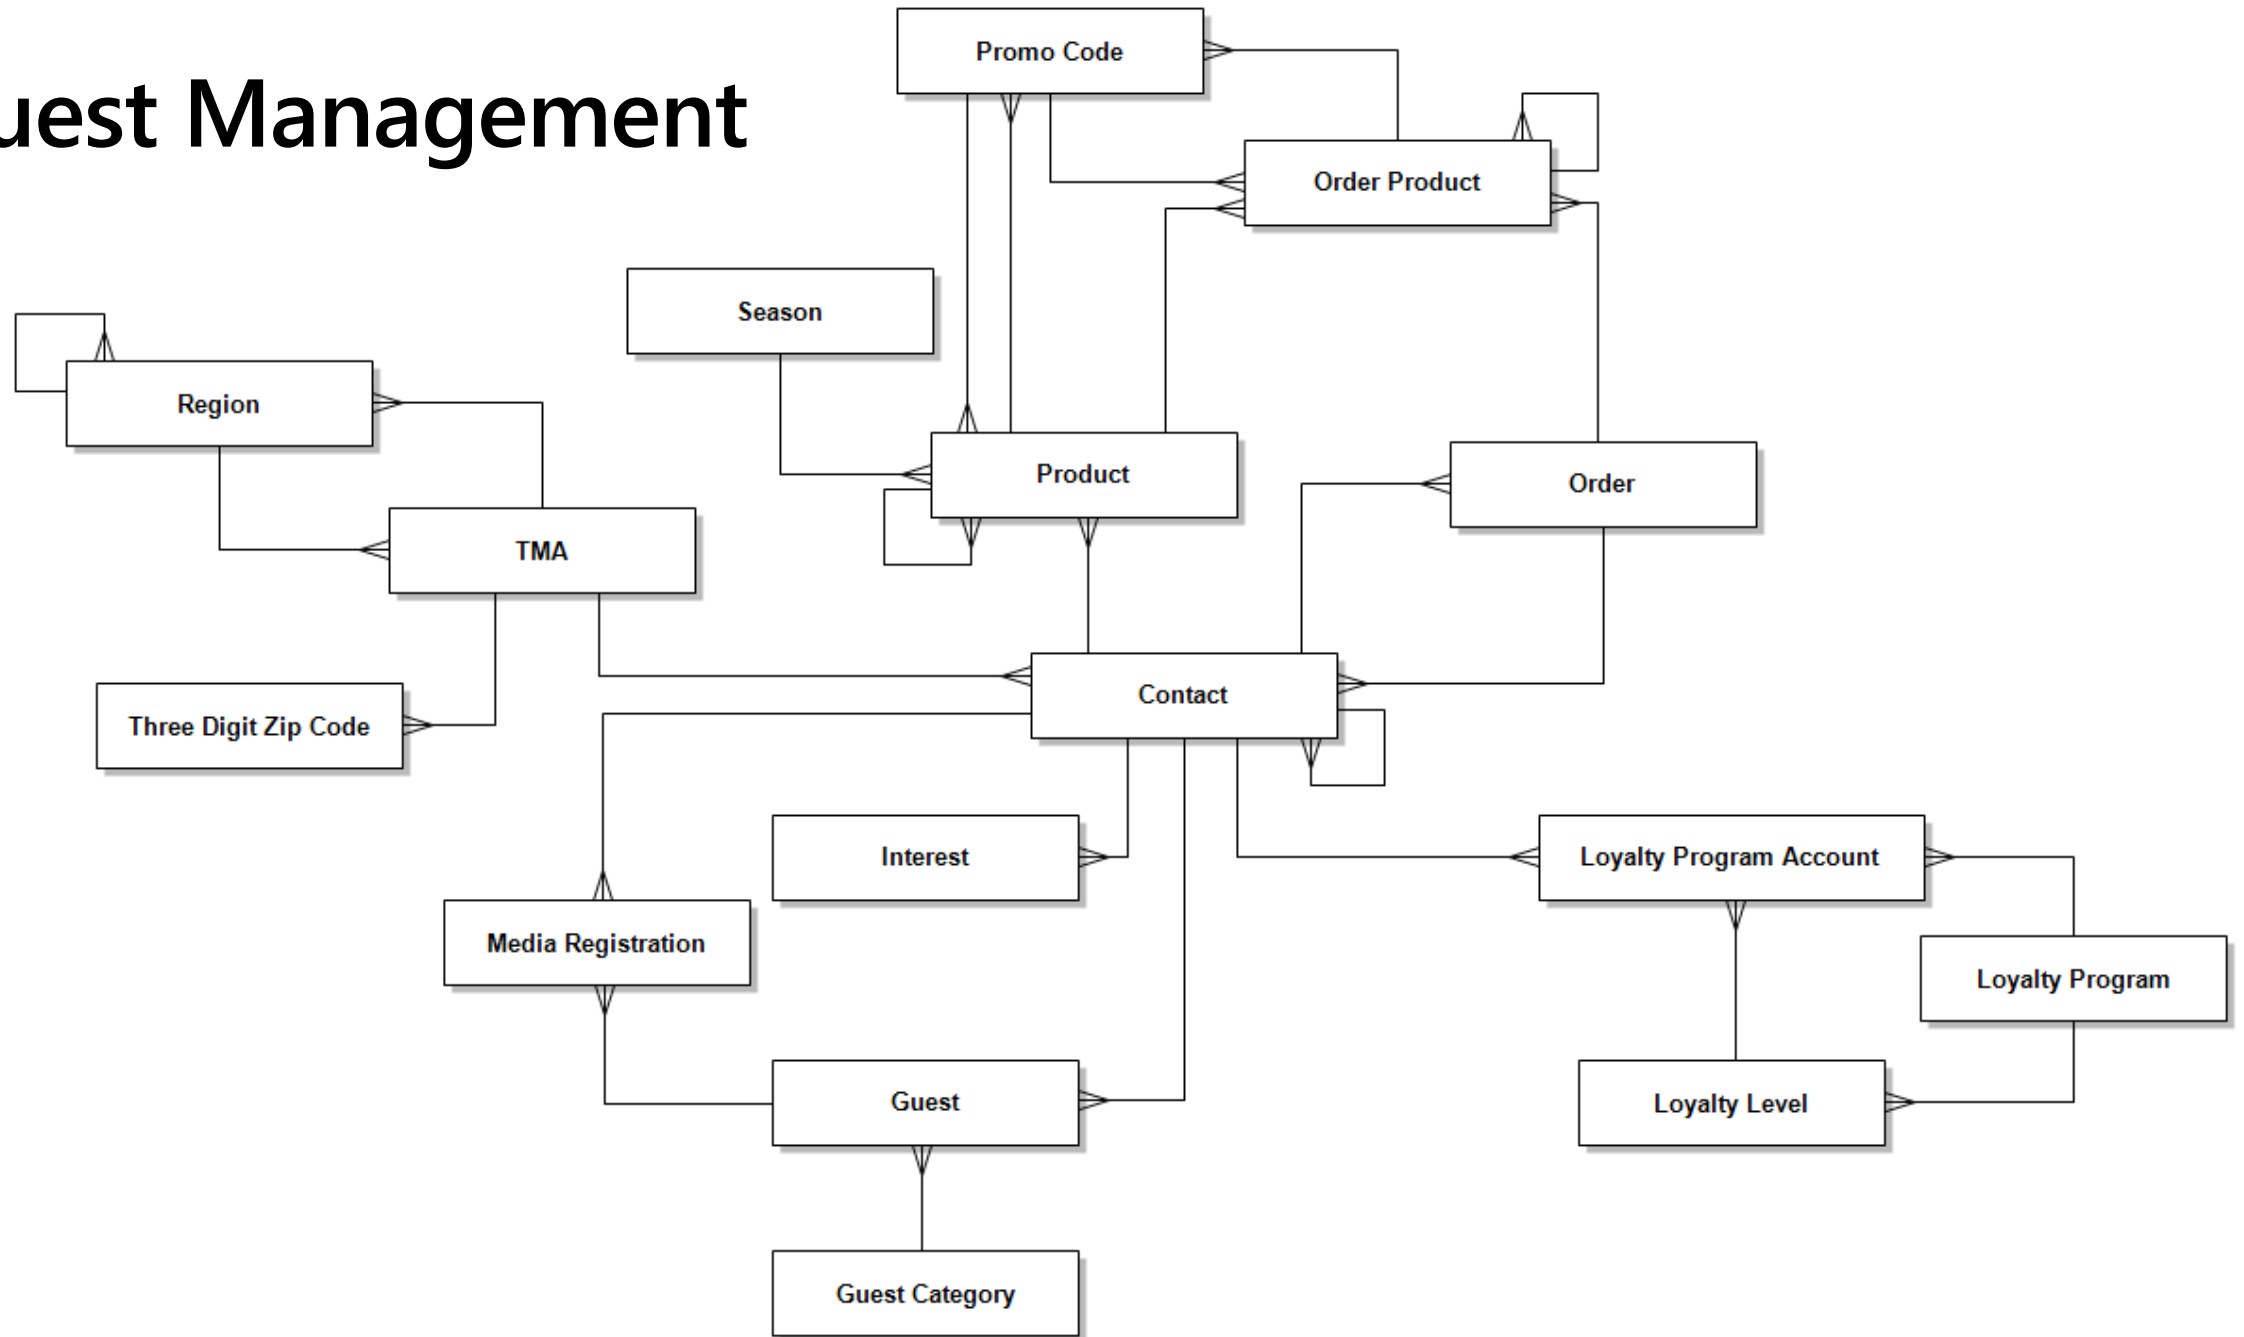 uest Management
Promo Code
Order Product
Season
Region
Product
Order
TMA
Contact
Three Digit Zip Code
Interest
Loyalty Program Account
Media Registration
Loyalty Program
Guest
Loyalty Level
Guest Category